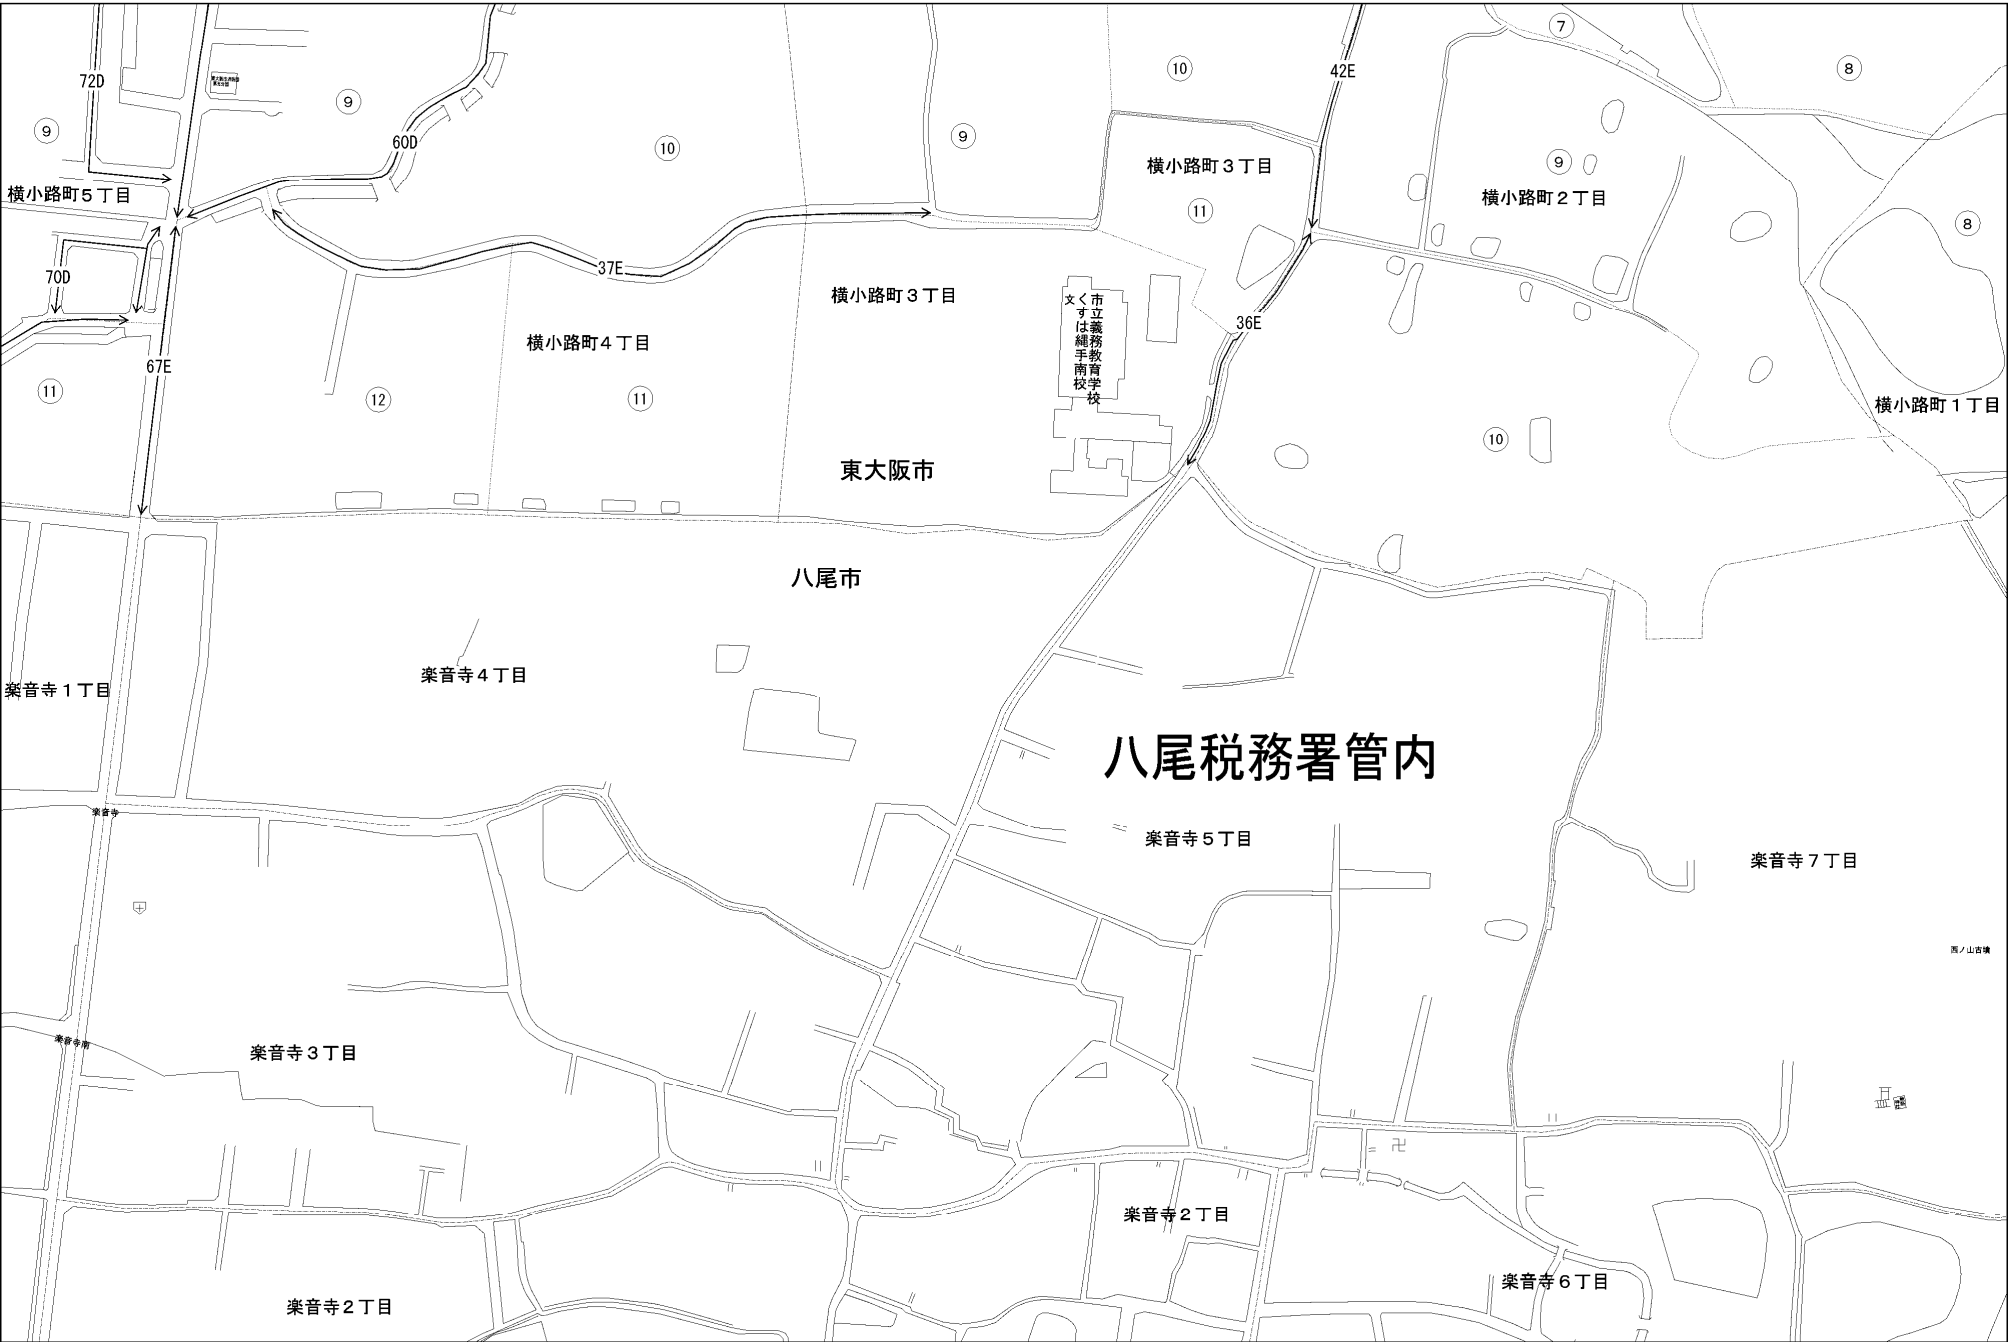 ⑦
⑩
42E
⑧
72D
⑨
⑨
60D
⑩
⑨
⑨
横小路町３丁目
横小路町５丁目
横小路町２丁目
⑪
⑧
70D
37E
横小路町３丁目
市立義務教育学校
くすは縄手南校
文
36E
横小路町４丁目
67E
⑪
⑫
⑪
横小路町１丁目
⑩
東大阪市
八尾市
楽音寺４丁目
楽音寺１丁目
八尾税務署管内
楽音寺
楽音寺５丁目
楽音寺７丁目
西ノ山古墳
楽音寺南
楽音寺３丁目
楽音寺２丁目
楽音寺６丁目
楽音寺２丁目